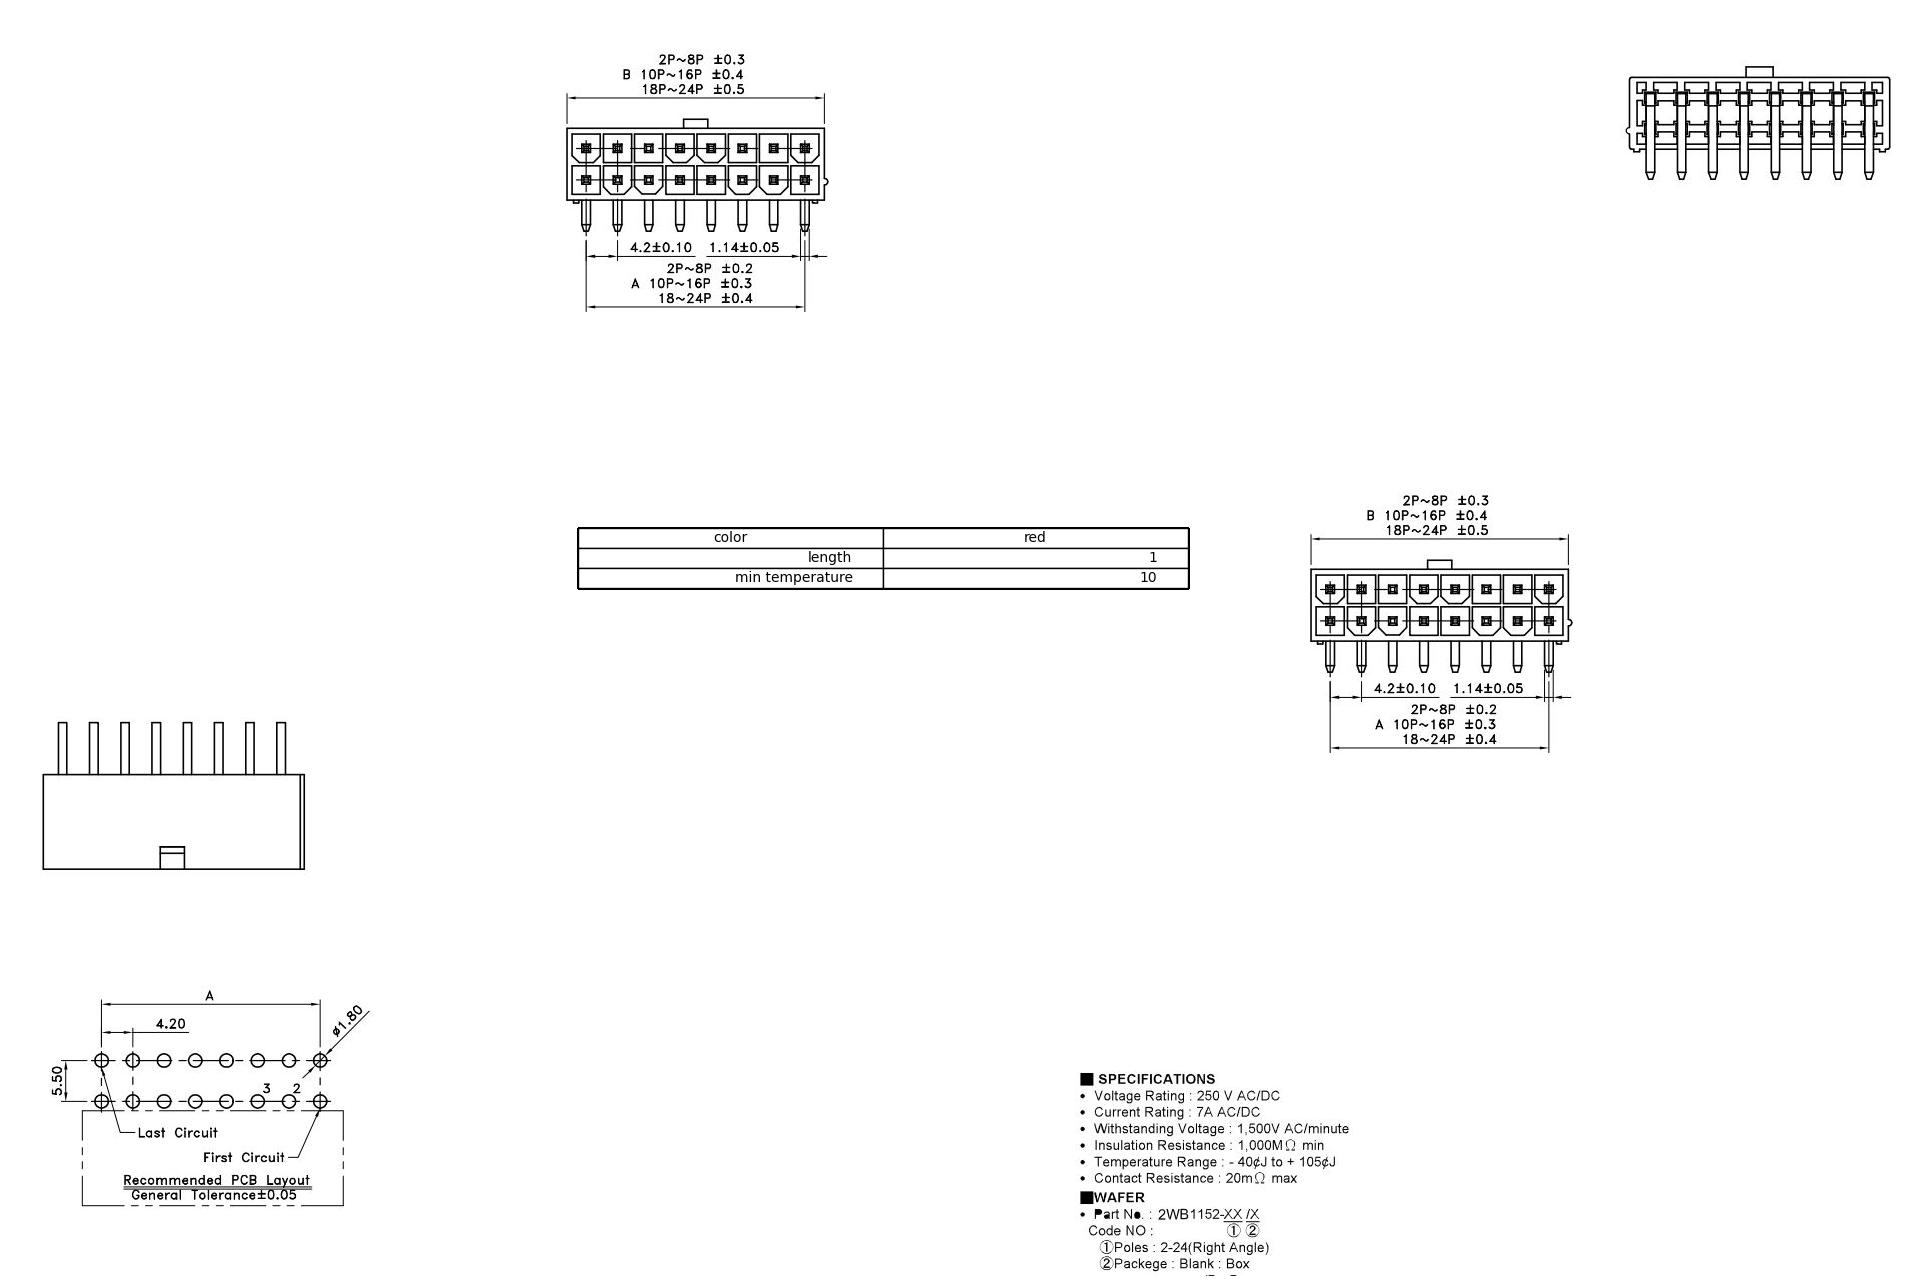 2P~8P ±0.3
B 10P~16P ±0.4
18P~24P ±0.5
4.2±0.10 1.14±0.05
2P~8P ±0.2
A 10P~16P ±0.3
18~24P ±0.4
color red
length 1
min temperature 10
2P~8P ±0.3
B 10P~16P ±0.4
18P~24P ±0.5
4.2±0.10 1.14±0.05
2P~8P ±0.2
A 10P~16P ±0.3
18~24P ±0.4
A
4.20
ø1.80
5.50
3 2
Last Circuit
First Circuit
Recommended PCB Layout
General Tolerance±0.05
■ SPECIFICATIONS
• Voltage Rating : 250 V AC/DC
• Current Rating : 7A AC/DC
• Withstanding Voltage : 1,500V AC/minute
• Insulation Resistance : 1,000MΩ min
• Temperature Range : - 40¢J to + 105¢J
• Contact Resistance : 20mΩ max
■WAFER
• Part No. : 2WB1152-XX /X
Code NO : ① ②
①Poles : 2-24(Right Angle)
②Packege : Blank : Box